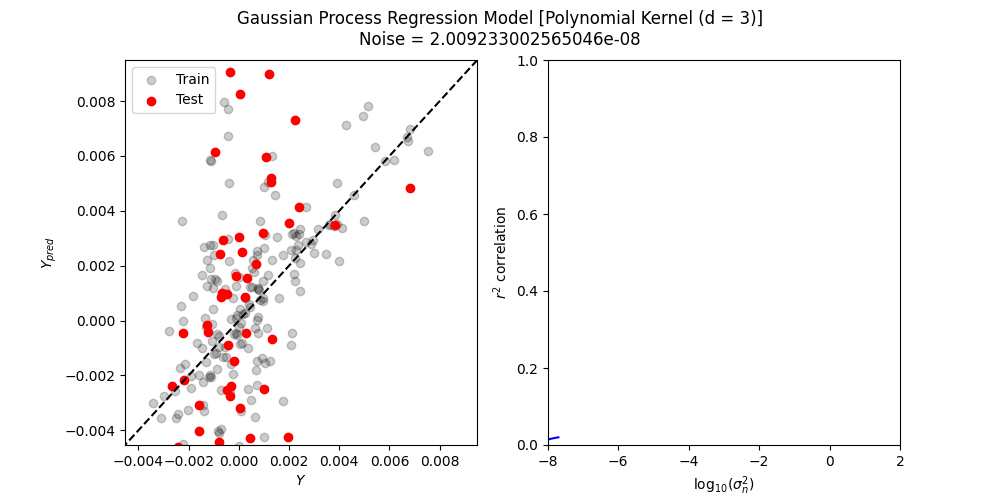 Gaussian Process Regression Model [Polynomial Kernel (d = 3)]
Noise = 2.009233002565046e-08
Train
Test
0.008
0.006
0.004
0.002
0.000
−0.002
−0.004
Y_{pred}
−0.004 −0.002 0.000 0.002 0.004 0.006 0.008
Y
1.0
0.8
0.6
0.4
0.2
0.0
r² correlation
−8 −6 −4 −2 0 2
log₁₀(σₙ²)